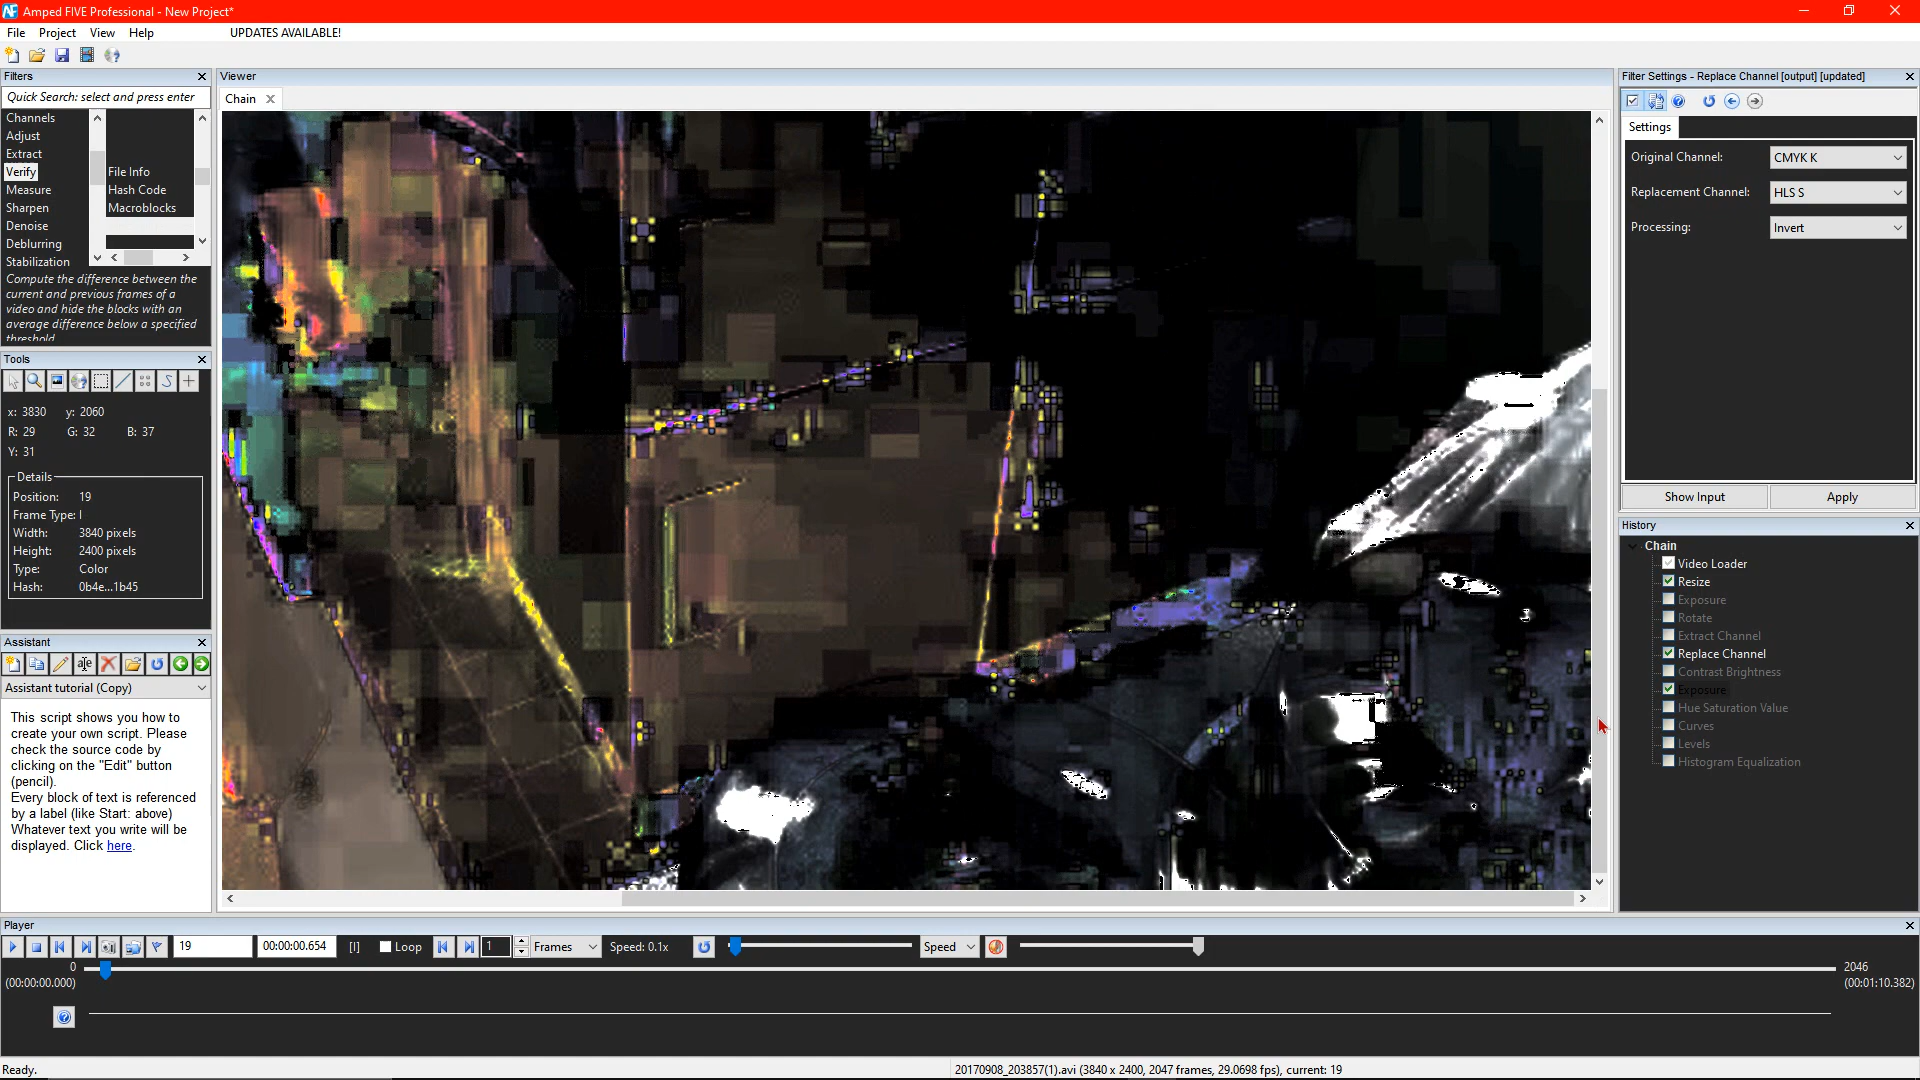 Amped FIVE Professional - New Project*
File Project View Help UPDATES AVAILABLE!
Filters
Quick Search: select and press enter
Channels
Adjust
Extract
Verify
Measure
Sharpen
Denoise
Deblurring
Stabilization
File Info
Hash Code
Macroblocks
Compute the difference between the
current and previous frames of a
video and hide the blocks with an
average difference below a specified
threshold
Tools
x: 3830 y: 2060
R: 29 G: 32 B: 37
Y: 31
Details
Position: 19
Frame Type: I
Width: 3840 pixels
Height: 2400 pixels
Type: Color
Hash: 0b4e...1b45
Assistant
Assistant tutorial (Copy)
This script shows you how to
create your own script. Please
check the source code by
clicking on the "Edit" button
(pencil).
Every block of text is referenced
by a label (like Start: above)
Whatever text you write will be
displayed. Click here.
Viewer
Chain
Filter Settings - Replace Channel [output] [updated]
Settings
Original Channel: CMYK K
Replacement Channel: HLS S
Processing: Invert
Show Input Apply
History
Chain
Video Loader
Resize
Exposure
Rotate
Extract Channel
Replace Channel
Contrast Brightness
Exposure
Hue Saturation Value
Curves
Levels
Histogram Equalization
Player
19 00:00:00.654 [I] Loop 1 Frames Speed: 0.1x Speed
0 2046
(00:00:00.000) (00:01:10.382)
Ready. 20170908_203857(1).avi (3840 x 2400, 2047 frames, 29.0698 fps), current: 19